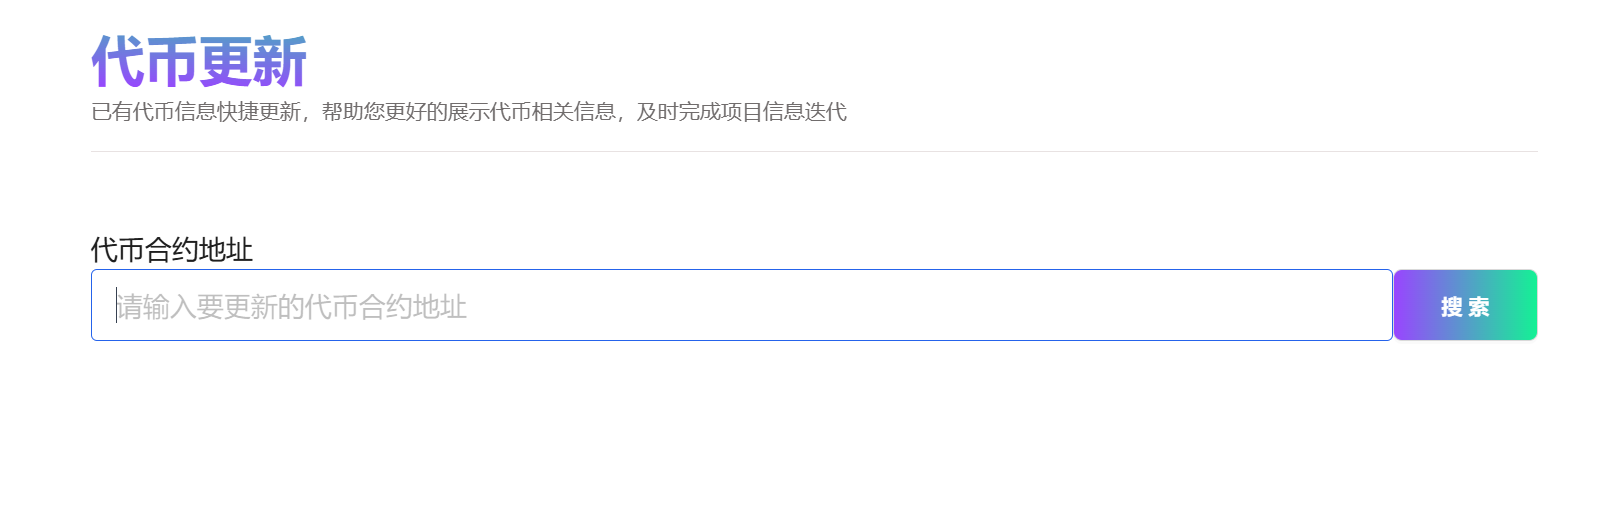 代币更新
已有代币信息快捷更新，帮助您更好的展示代币相关信息，及时完成项目信息迭代
代币合约地址
请输入要更新的代币合约地址
搜 索